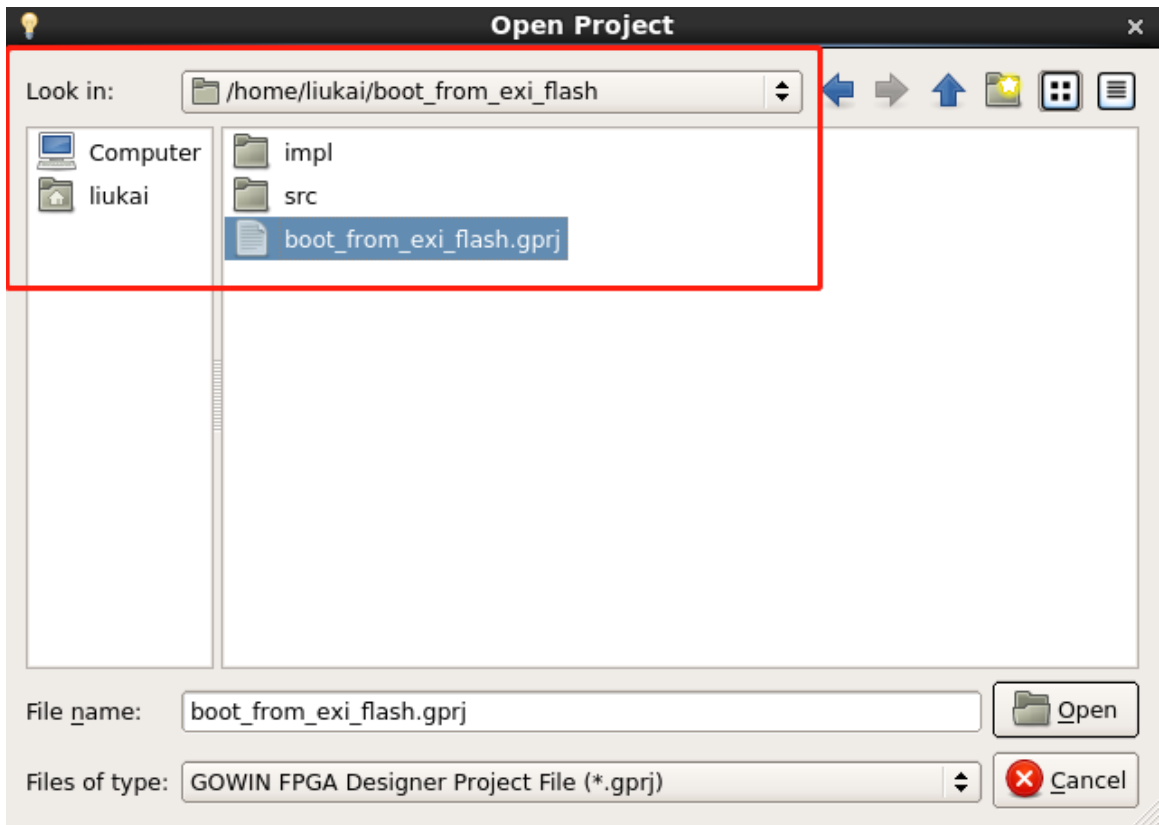 Open Project
Look in: /home/liukai/boot_from_exi_flash
Computer
liukai
impl
src
boot_from_exi_flash.gprj
File name: boot_from_exi_flash.gprj Open
Files of type: GOWIN FPGA Designer Project File (*.gprj) Cancel